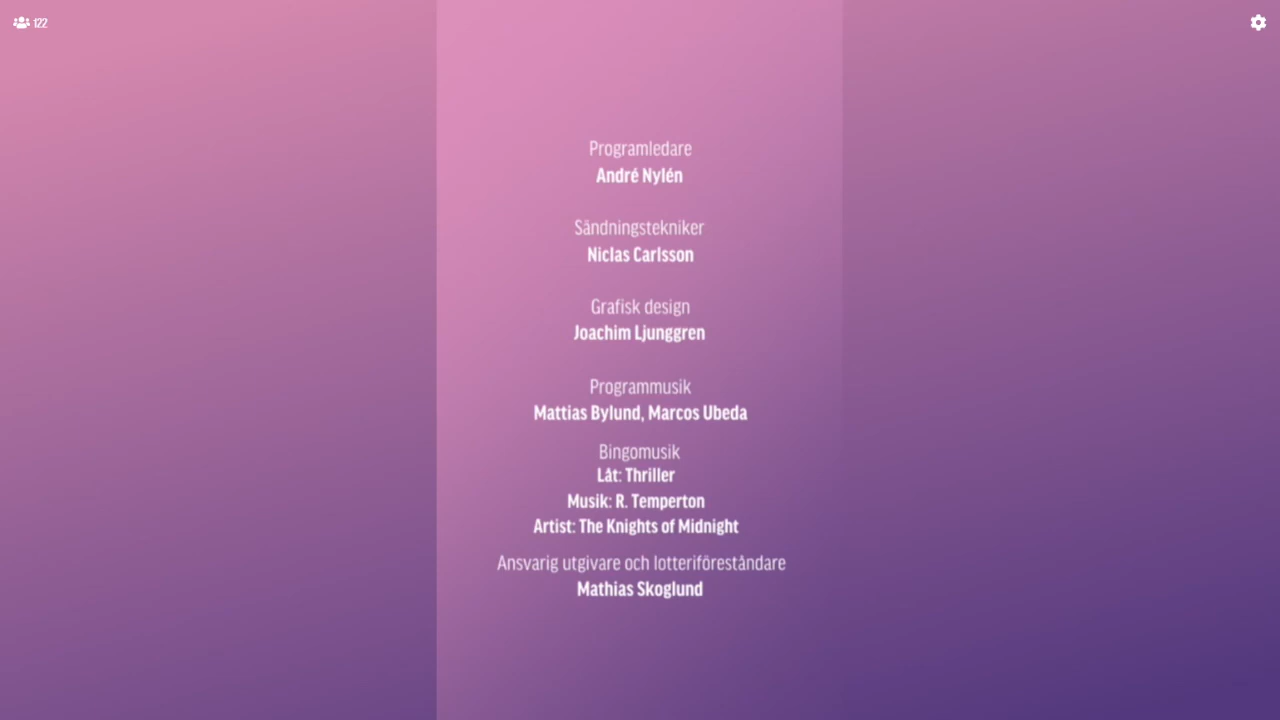 122
Programledare
André Nylén
Sändningstekniker
Niclas Carlsson
Grafisk design
Joachim Ljunggren
Programmusik
Mattias Bylund, Marcos Ubeda
Bingomusik
Låt: Thriller
Musik: R. Temperton
Artist: The Knights of Midnight
Ansvarig utgivare och lotteriföreståndare
Mathias Skoglund